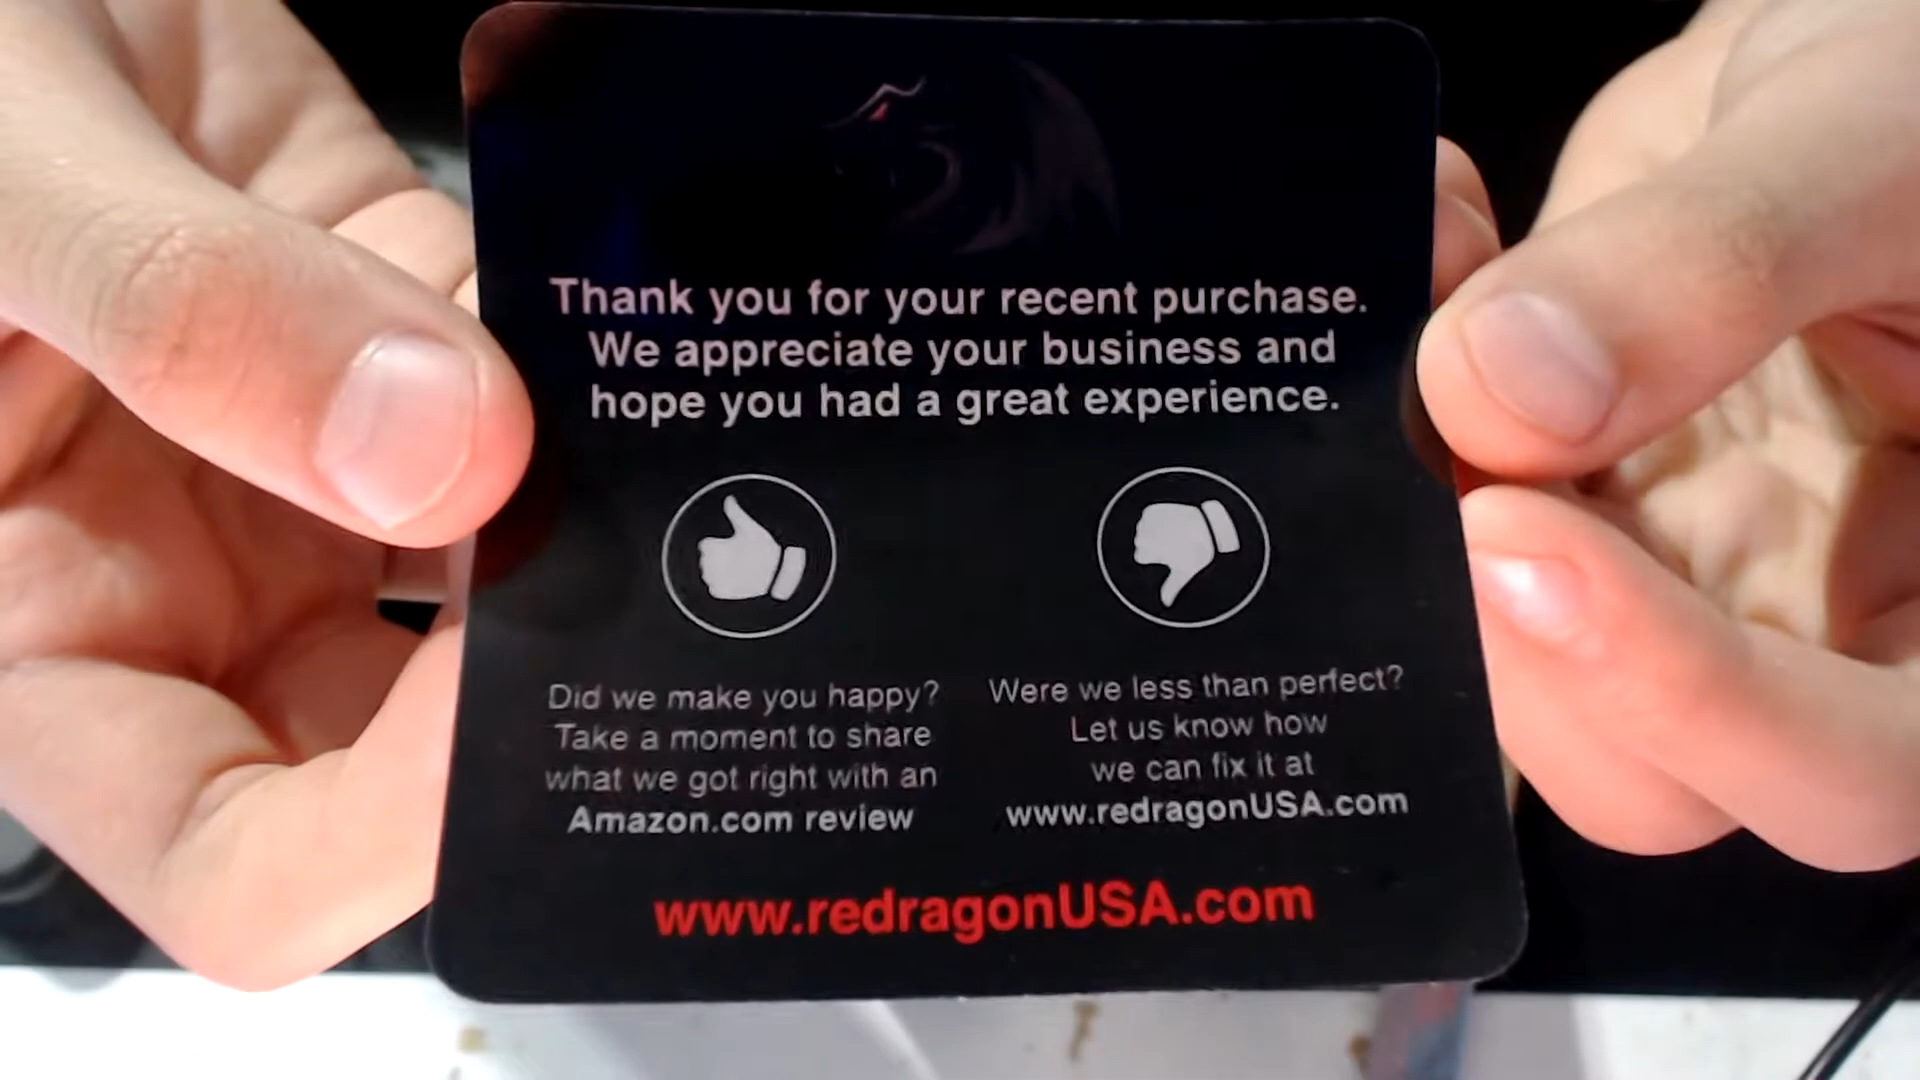 Thank you for your recent purchase.
We appreciate your business and
hope you had a great experience.
Did we make you happy?
Take a moment to share
what we got right with an
Amazon.com review
Were we less than perfect?
Let us know how
we can fix it at
www.redragonUSA.com
www.redragonUSA.com